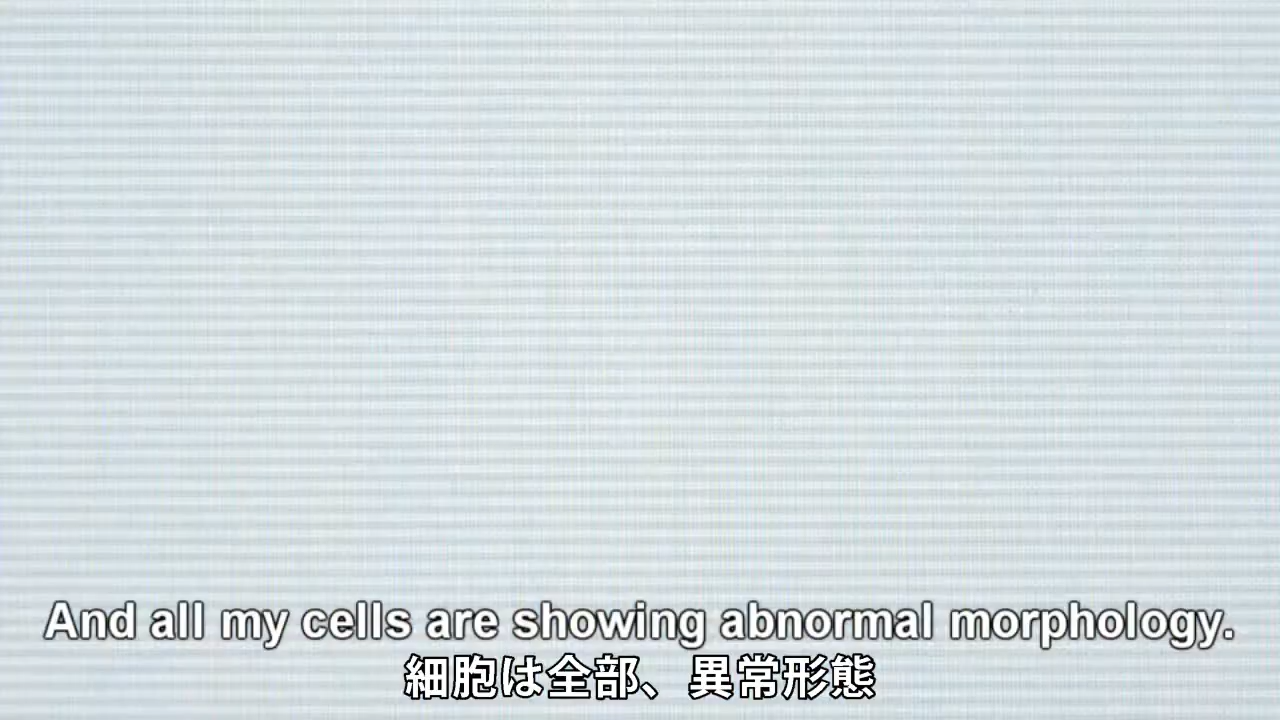 And all my cells are showing abnormal morphology.
細胞は全部、異常形態